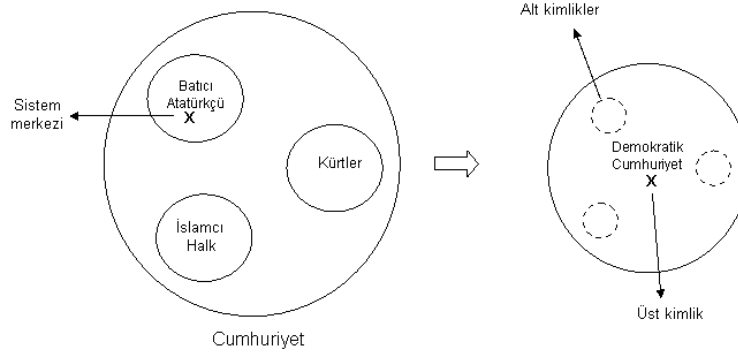 Alt kimlikler
Batıcı
Atatürkçü
X
Sistem
merkezi
Kürtler
İslamcı
Halk
Cumhuriyet
Demokratik
Cumhuriyet
X
Üst kimlik